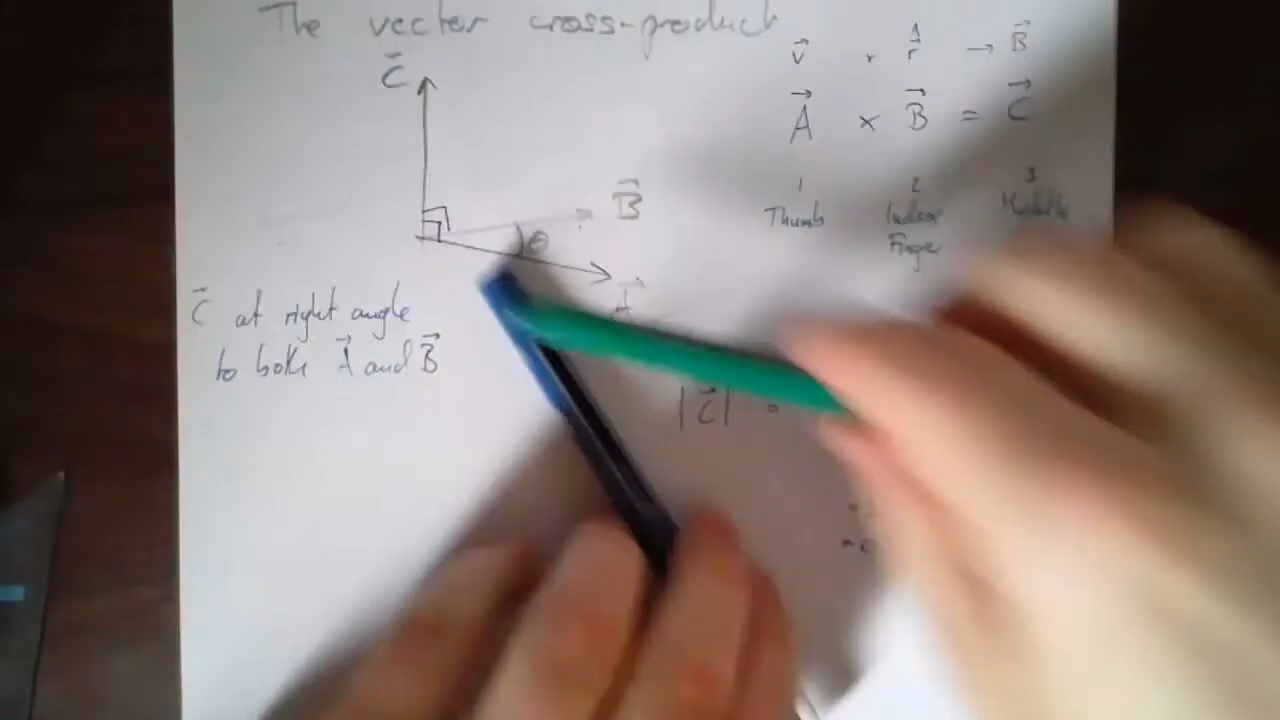 The vector cross-product
C⃗
v⃗ × r̂ → B⃗
A⃗ × B⃗ = C⃗
1 2 3
Thumb Index Middle
Finger
B⃗
θ
A⃗
C⃗ at right angle
to both A⃗ and B⃗
|C⃗| =